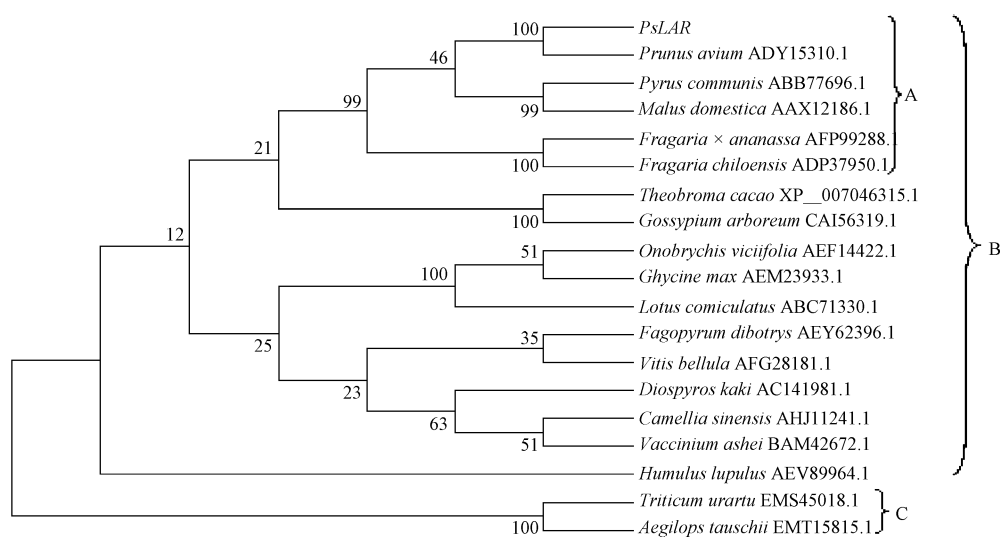 100
PsLAR
Prunus avium ADY15310.1
46
Pyrus communis ABB77696.1
A
99
Malus domestica AAX12186.1
99
Fragaria × ananassa AFP99288.1
100
Fragaria chiloensis ADP37950.1
21
Theobroma cacao XP__007046315.1
100
Gossypium arboreum CAI56319.1
12
51
Onobrychis viciifolia AEF14422.1
B
100
Ghycine max AEM23933.1
Lotus comiculatus ABC71330.1
25
35
Fagopyrum dibotrys AEY62396.1
Vitis bellula AFG28181.1
23
Diospyros kaki AC141981.1
63
Camellia sinensis AHJ11241.1
51
Vaccinium ashei BAM42672.1
Humulus lupulus AEV89964.1
Triticum urartu EMS45018.1
C
100
Aegilops tauschii EMT15815.1